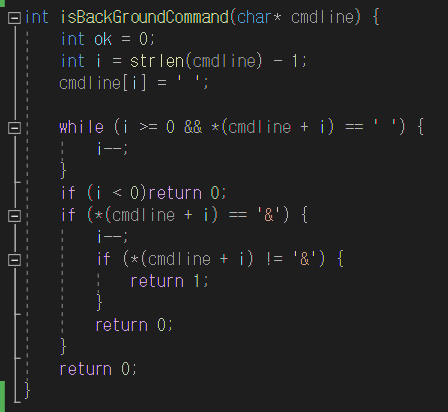 int isBackGroundCommand(char* cmdline) {
    int ok = 0;
    int i = strlen(cmdline) - 1;
    cmdline[i] = ' ';

    while (i >= 0 && *(cmdline + i) == ' ') {
        i--;
    }
    if (i < 0)return 0;
    if (*(cmdline + i) == '&') {
        i--;
        if (*(cmdline + i) != '&') {
            return 1;
        }
        return 0;
    }
    return 0;
}